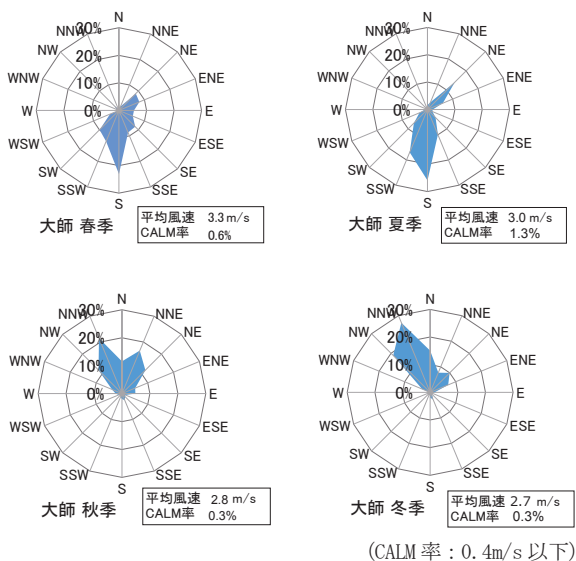 N
NNE
NE
ENE
E
ESE
SE
SSE
S
SSW
SW
WSW
W
WNW
NW
NNW
30%
20%
10%
0%
大師 春季
平均風速 3.3 m/s
CALM率 0.6%
N
NNE
NE
ENE
E
ESE
SE
SSE
S
SSW
SW
WSW
W
WNW
NW
NNW
30%
20%
10%
0%
大師 夏季
平均風速 3.0 m/s
CALM率 1.3%
N
NNE
NE
ENE
E
ESE
SE
SSE
S
SSW
SW
WSW
W
WNW
NW
NNW
30%
20%
10%
0%
大師 秋季
平均風速 2.8 m/s
CALM率 0.3%
N
NNE
NE
ENE
E
ESE
SE
SSE
S
SSW
SW
WSW
W
WNW
NW
NNW
30%
20%
10%
0%
大師 冬季
平均風速 2.7 m/s
CALM率 0.3%
(CALM 率：0.4m/s 以下)